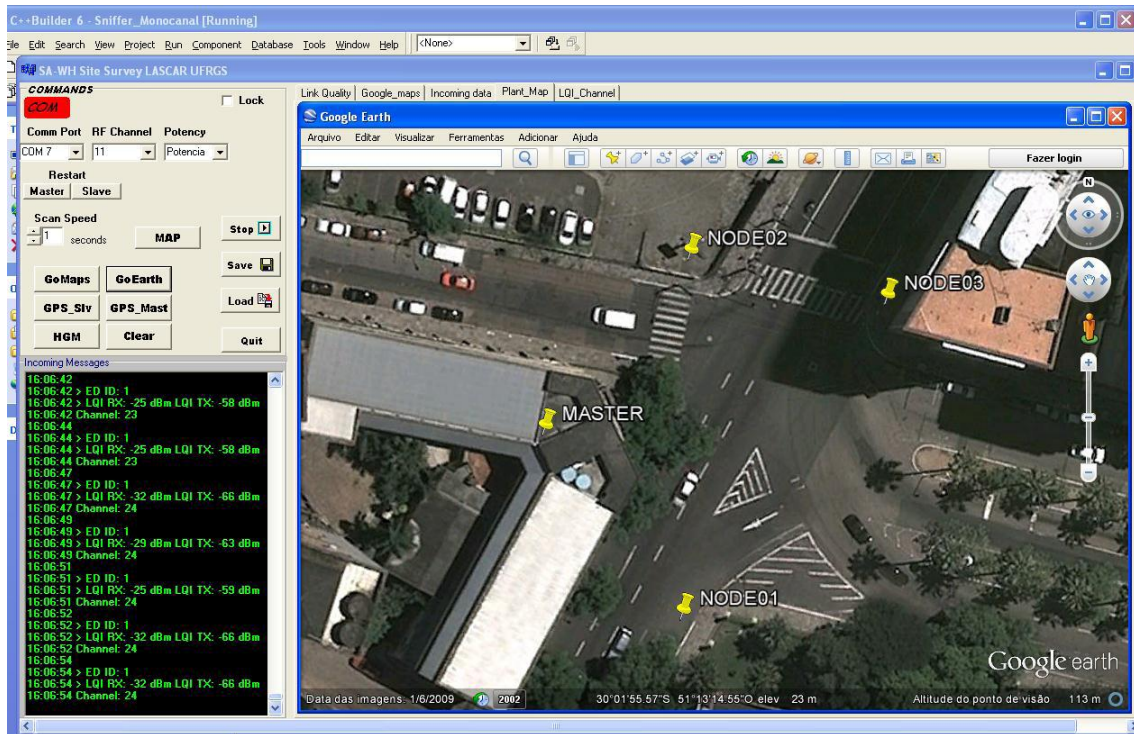 C++Builder 6 - Sniffer_Monocanal [Running]
File Edit Search View Project Run Component Database Tools Window Help <None>
SA-WH Site Survey LASCAR UFRGS
COMMANDS
COM
Lock
Comm Port RF Channel Potency
COM 7 11 Potencia
Restart
Master Slave
Scan Speed
1 seconds
MAP
Stop
Save
GoMaps GoEarth
Load
GPS_Slv GPS_Mast
HGM Clear
Quit
Incoming Messages
16:06:42
16:06:42 > ED ID: 1
16:06:42 > LQI RX: -25 dBm LQI TX: -58 dBm
16:06:42 Channel: 23
16:06:44
16:06:44 > ED ID: 1
16:06:44 > LQI RX: -25 dBm LQI TX: -58 dBm
16:06:44 Channel: 23
16:06:47
16:06:47 > ED ID: 1
16:06:47 > LQI RX: -32 dBm LQI TX: -66 dBm
16:06:47 Channel: 24
16:06:49
16:06:49 > ED ID: 1
16:06:49 > LQI RX: -29 dBm LQI TX: -63 dBm
16:06:49 Channel: 24
16:06:51
16:06:51 > ED ID: 1
16:06:51 > LQI RX: -25 dBm LQI TX: -59 dBm
16:06:51 Channel: 24
16:06:52
16:06:52 > ED ID: 1
16:06:52 > LQI RX: -32 dBm LQI TX: -66 dBm
16:06:52 Channel: 24
16:06:54
16:06:54 > ED ID: 1
16:06:54 > LQI RX: -32 dBm LQI TX: -66 dBm
16:06:54 Channel: 24
Link Quality Google_maps Incoming data Plant_Map LQI_Channel
Google Earth
Arquivo Editar Visualizar Ferramentas Adicionar Ajuda
Fazer login
N
NODE02
NODE03
MASTER
NODE01
Google earth
Data das imagens: 1/6/2009 2002 30°01'55.57"S 51°13'14.55"O elev 23 m Altitude do ponto de visão 113 m